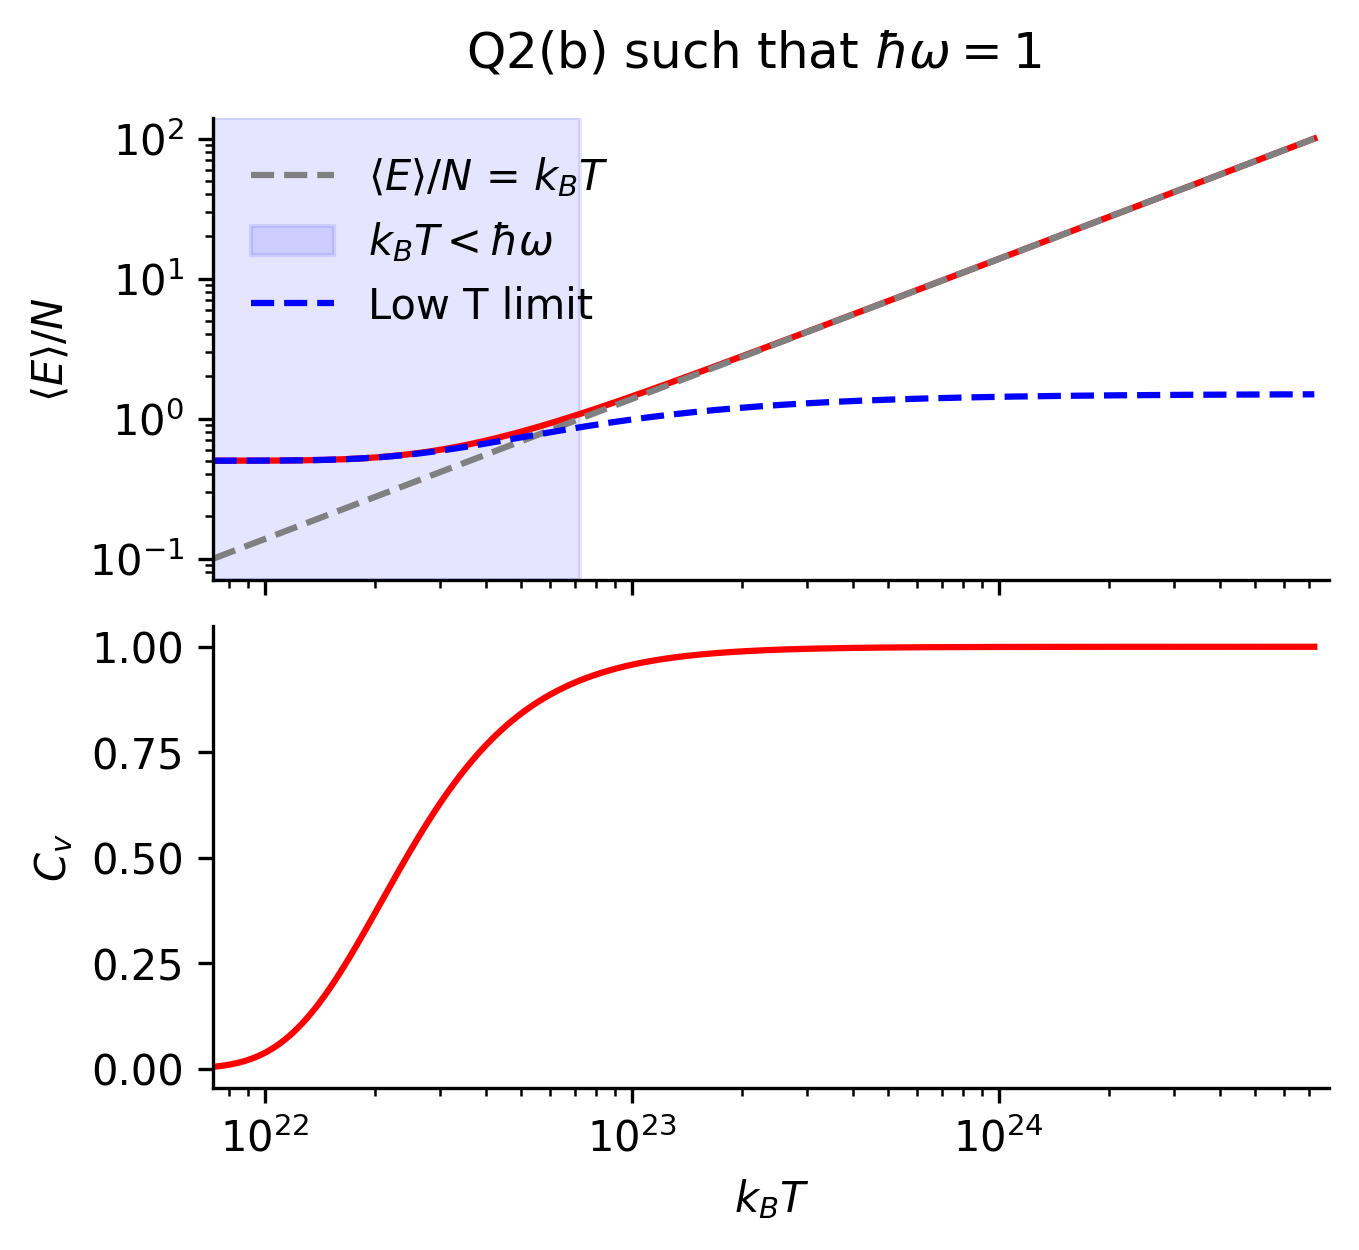 Q2(b) such that ħω = 1
10²
10¹
10⁰
10⁻¹
⟨E⟩/N
⟨E⟩/N = k_BT
k_BT < ħω
Low T limit
1.00
0.75
0.50
0.25
0.00
C_v
10²² 10²³ 10²⁴
k_BT